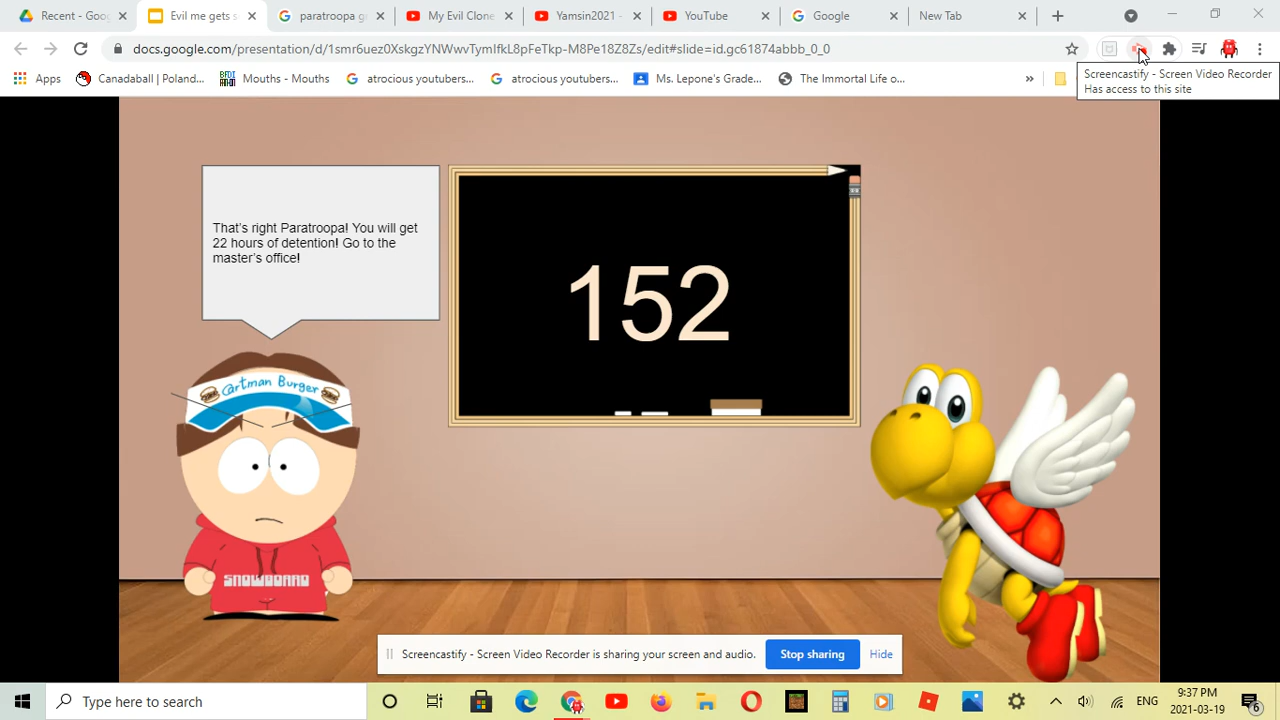 Recent - Goo
Evil me gets s
paratroopa g
My Evil Clone
Yamsin2021 -
YouTube
Google
New Tab
docs.google.com/presentation/d/1smr6uez0XskgzYNWwvTymIfkL8pFeTkp-M8Pe18Z8Zs/edit#slide=id.gc61874abbb_0_0
Apps
Canadaball | Poland...
BFDI
Mouths - Mouths
atrocious youtubers...
atrocious youtubers...
Ms. Lepone's Grade...
The Immortal Life o...
»
Screencastify - Screen Video Recorder
Has access to this site
That's right Paratroopa! You will get
22 hours of detention! Go to the
master's office!
152
Cartman Burger
SNOWBOARD
Screencastify - Screen Video Recorder is sharing your screen and audio.
Stop sharing
Hide
Type here to search
ENG
9:37 PM
2021-03-19
6